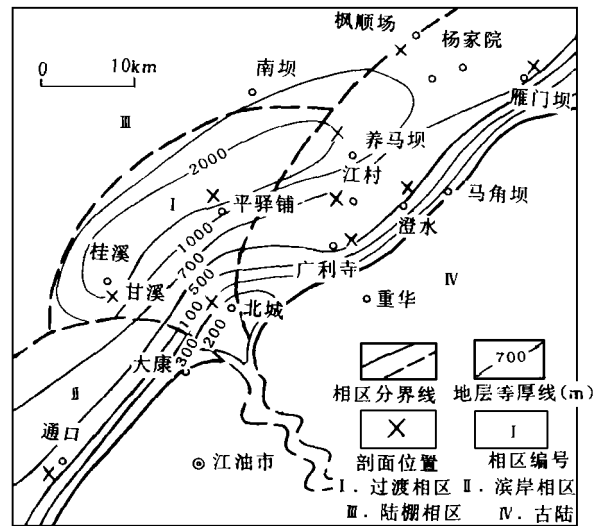 枫顺场
杨家院
0 10km
南坝
雁门坝
Ⅲ
养马坝
2000
江村
马角坝
Ⅰ
平驿铺
1000
澄水
桂溪
700
广利寺
Ⅳ
甘溪
500
重华
100
北城
200
大康
300
700
相区分界线
地层等厚线(m)
Ⅱ
通口
Ⅰ
江油市
剖面位置
相区编号
Ⅰ. 过渡相区 Ⅱ. 滨岸相区
Ⅲ. 陆棚相区 Ⅳ. 古陆